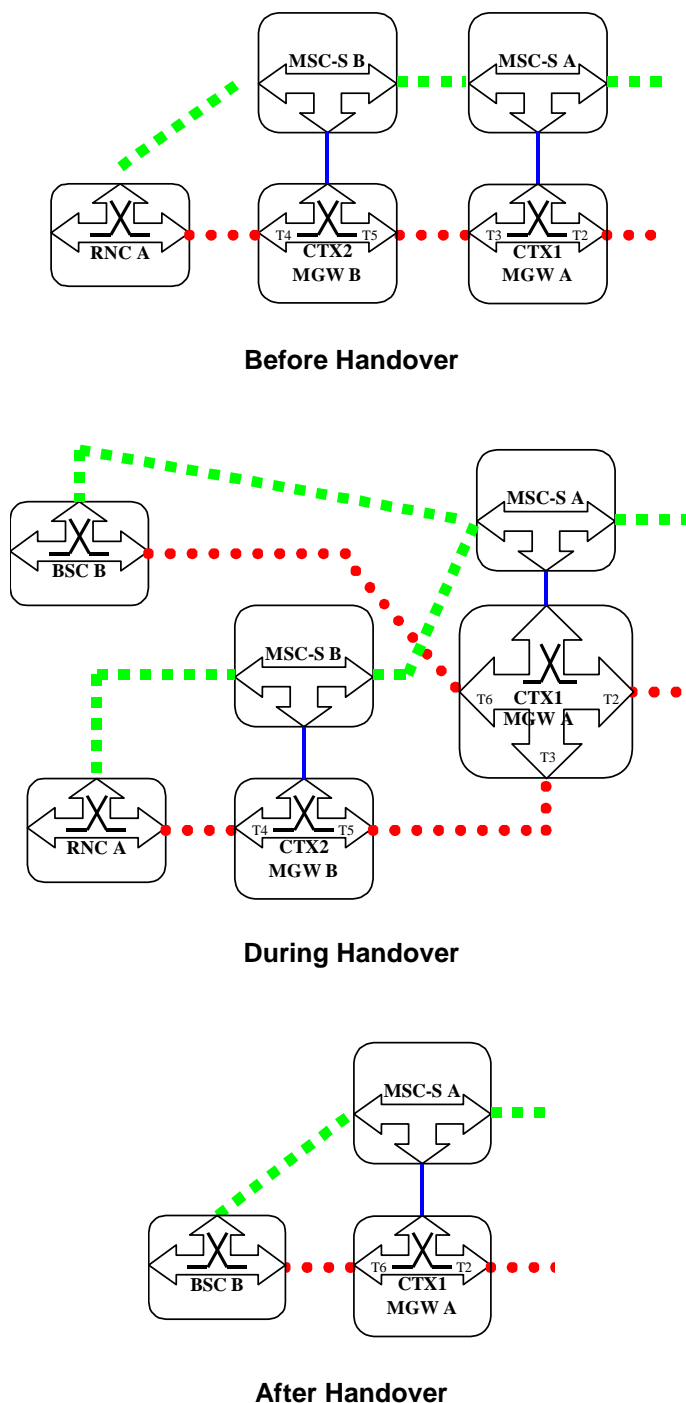 MSC-S B
MSC-S A
RNC A
T4
T5
CTX2
MGW B
T3
T2
CTX1
MGW A
Before Handover
MSC-S A
BSC B
MSC-S B
T6
CTX1
T2
MGW A
T3
RNC A
T4
T5
CTX2
MGW B
During Handover
MSC-S A
BSC B
T6
T2
CTX1
MGW A
After Handover